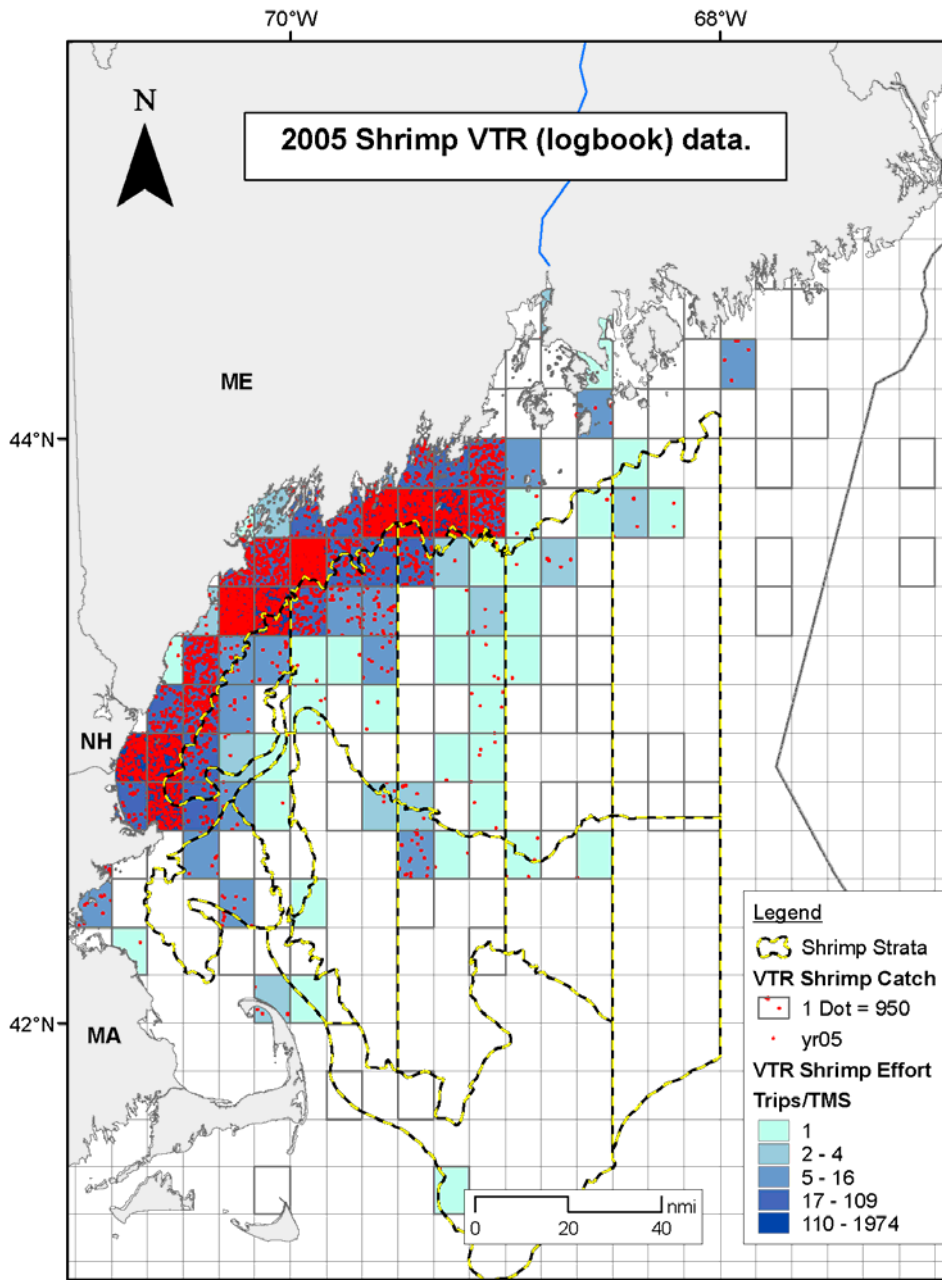 70°W
68°W
N
2005 Shrimp VTR (logbook) data.
ME
44°N
NH
42°N
MA
Legend
Shrimp Strata
VTR Shrimp Catch
1 Dot = 950
yr05
VTR Shrimp Effort
Trips/TMS
1
2 - 4
5 - 16
17 - 109
110 - 1974
nmi
0 20 40